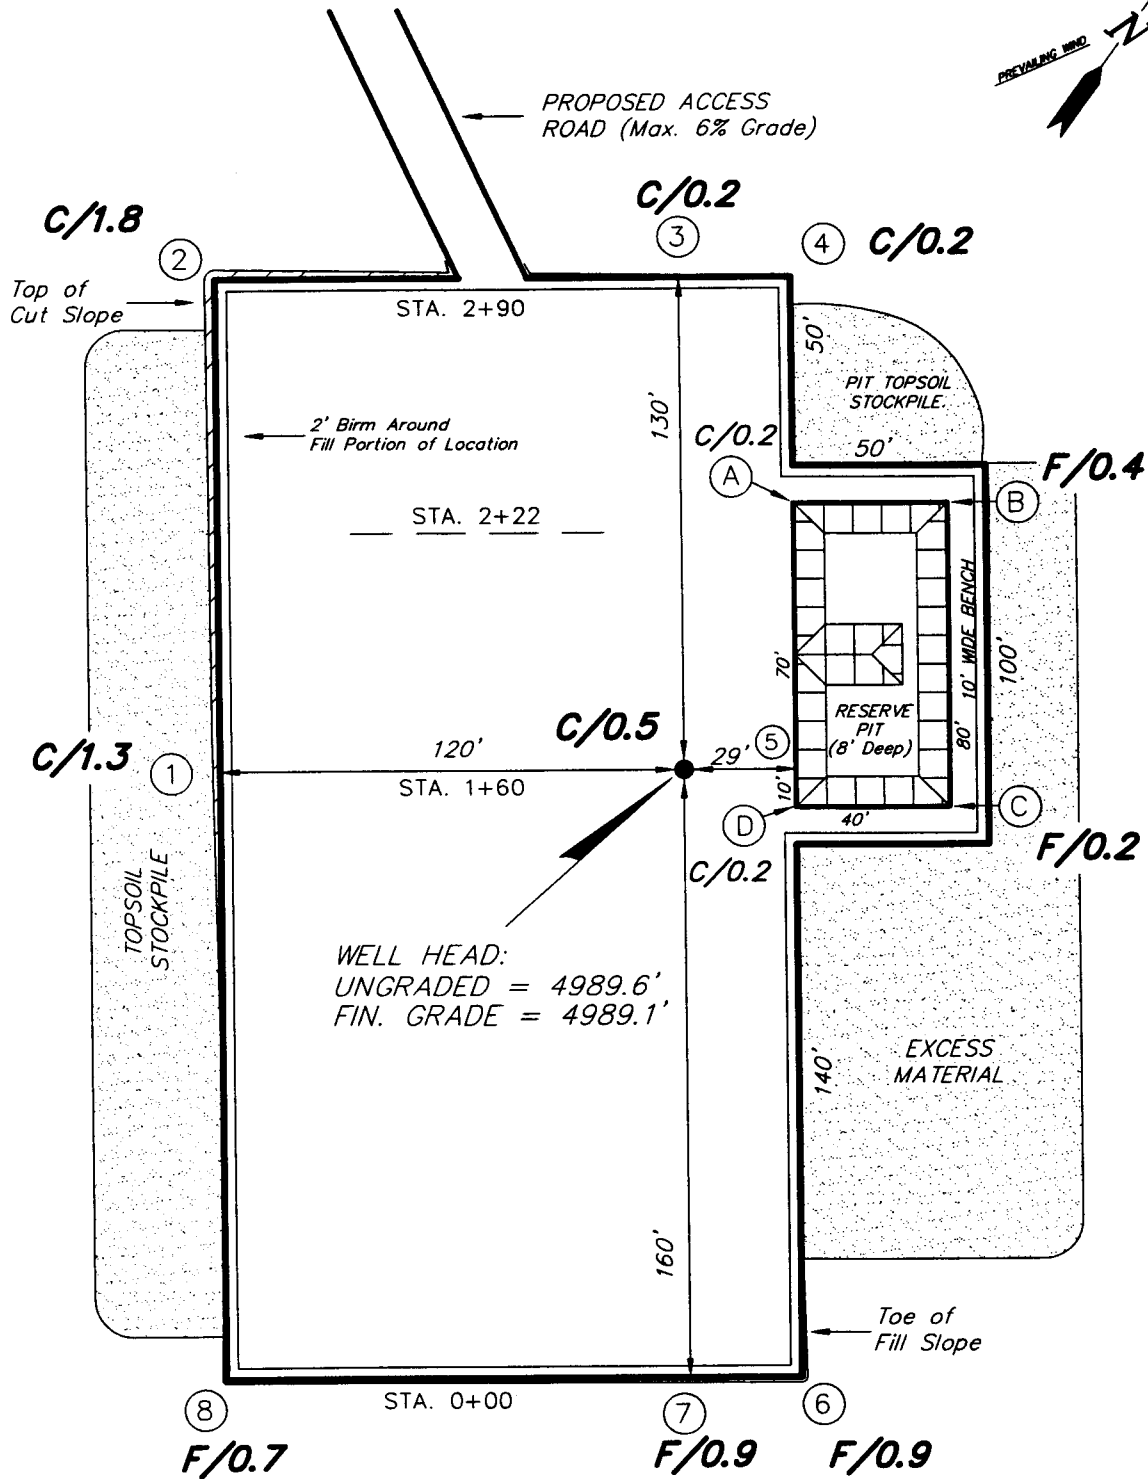 PREVAILING WIND
N
PROPOSED ACCESS
ROAD (Max. 6% Grade)
C/0.2
3
4
C/0.2
C/1.8
2
Top of
Cut Slope
STA. 2+90
50'
PIT TOPSOIL
STOCKPILE.
2' Birm Around
Fill Portion of Location
130'
C/0.2
50'
F/0.4
A
B
STA. 2+22
10' WIDE BENCH
100'
70'
RESERVE
PIT
(8' Deep)
80'
C/1.3
1
120'
C/0.5
29'
5
STA. 1+60
10'
40'
D
C
C/0.2
F/0.2
TOPSOIL
STOCKPILE
WELL HEAD:
UNGRADED = 4989.6'
FIN. GRADE = 4989.1'
EXCESS
MATERIAL
140'
160'
Toe of
Fill Slope
8
STA. 0+00
7
6
F/0.7
F/0.9
F/0.9